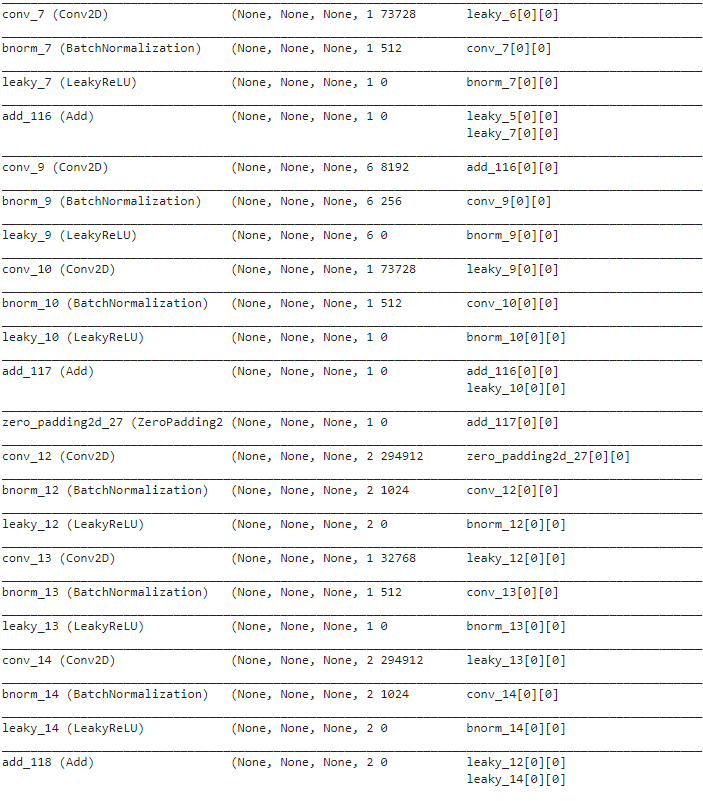 conv_7 (Conv2D) (None, None, None, 1 73728 leaky_6[0][0]
bnorm_7 (BatchNormalization) (None, None, None, 1 512 conv_7[0][0]
leaky_7 (LeakyReLU) (None, None, None, 1 0 bnorm_7[0][0]
add_116 (Add) (None, None, None, 1 0 leaky_5[0][0]
leaky_7[0][0]
conv_9 (Conv2D) (None, None, None, 6 8192 add_116[0][0]
bnorm_9 (BatchNormalization) (None, None, None, 6 256 conv_9[0][0]
leaky_9 (LeakyReLU) (None, None, None, 6 0 bnorm_9[0][0]
conv_10 (Conv2D) (None, None, None, 1 73728 leaky_9[0][0]
bnorm_10 (BatchNormalization) (None, None, None, 1 512 conv_10[0][0]
leaky_10 (LeakyReLU) (None, None, None, 1 0 bnorm_10[0][0]
add_117 (Add) (None, None, None, 1 0 add_116[0][0]
leaky_10[0][0]
zero_padding2d_27 (ZeroPadding2 (None, None, None, 1 0 add_117[0][0]
conv_12 (Conv2D) (None, None, None, 2 294912 zero_padding2d_27[0][0]
bnorm_12 (BatchNormalization) (None, None, None, 2 1024 conv_12[0][0]
leaky_12 (LeakyReLU) (None, None, None, 2 0 bnorm_12[0][0]
conv_13 (Conv2D) (None, None, None, 1 32768 leaky_12[0][0]
bnorm_13 (BatchNormalization) (None, None, None, 1 512 conv_13[0][0]
leaky_13 (LeakyReLU) (None, None, None, 1 0 bnorm_13[0][0]
conv_14 (Conv2D) (None, None, None, 2 294912 leaky_13[0][0]
bnorm_14 (BatchNormalization) (None, None, None, 2 1024 conv_14[0][0]
leaky_14 (LeakyReLU) (None, None, None, 2 0 bnorm_14[0][0]
add_118 (Add) (None, None, None, 2 0 leaky_12[0][0]
leaky_14[0][0]